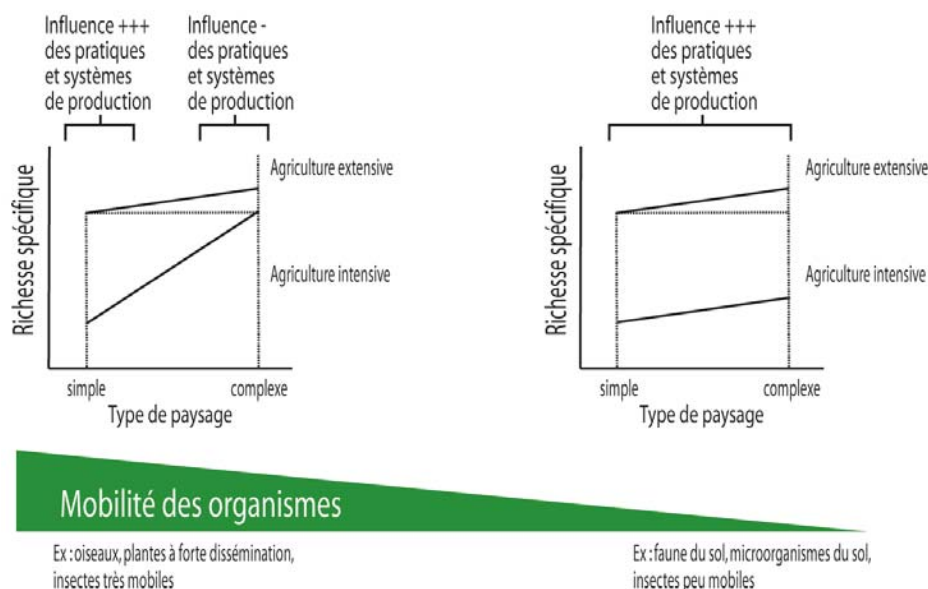 Influence +++
des pratiques
et systèmes
de production
Influence -
des pratiques
et systèmes
de production
Richesse spécifique
Agriculture extensive
Agriculture intensive
simple
complexe
Type de paysage
Influence +++
des pratiques
et systèmes
de production
Richesse spécifique
Agriculture extensive
Agriculture intensive
simple
complexe
Type de paysage
Mobilité des organismes
Ex : oiseaux, plantes à forte dissémination,
insectes très mobiles
Ex : faune du sol, microorganismes du sol,
insectes peu mobiles